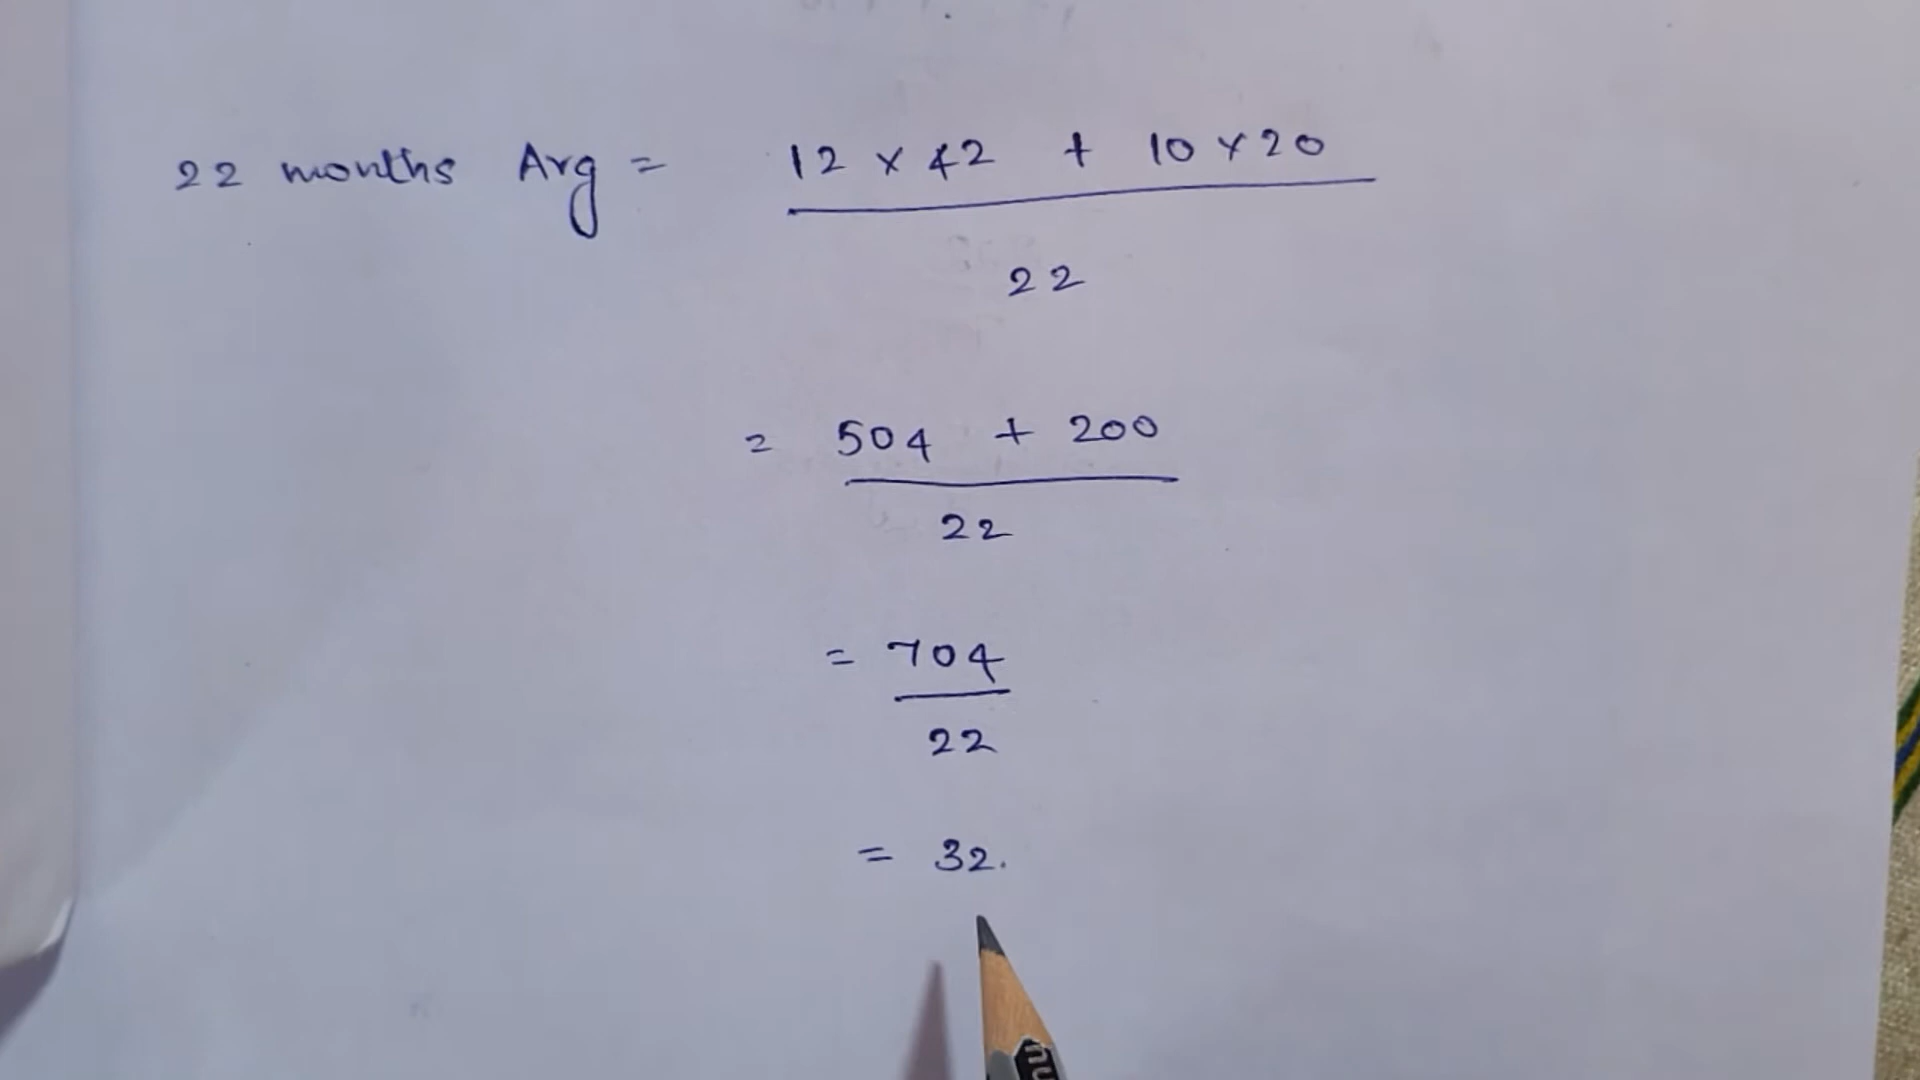 22 months Avg = 12 x 42 + 10 x 20
22
= 504 + 200
22
= 704
22
= 32.